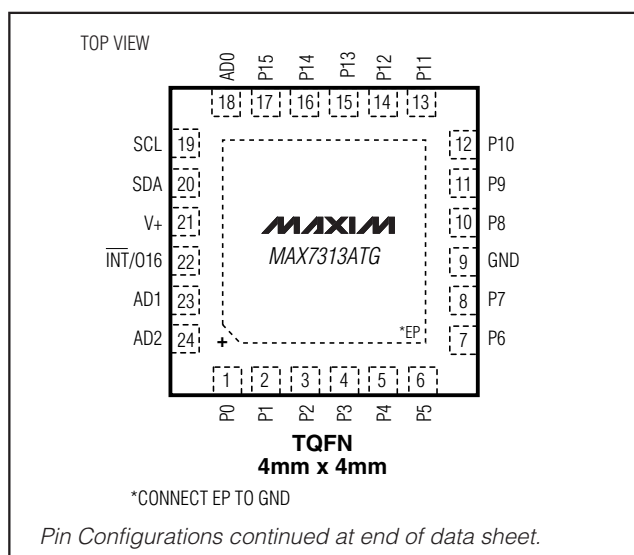 TOP VIEW
AD0 P15 P14 P13 P12 P11
18 17 16 15 14 13
SCL 19 12 P10
SDA 20 11 P9
V+ 21 10 P8
MAXIM
MAX7313ATG
I̅N̅T̅/O16 22 9 GND
AD1 23 8 P7
AD2 24 7 P6
+ *EP
1 2 3 4 5 6
P0 P1 P2 P3 P4 P5
TQFN
4mm x 4mm
*CONNECT EP TO GND
Pin Configurations continued at end of data sheet.